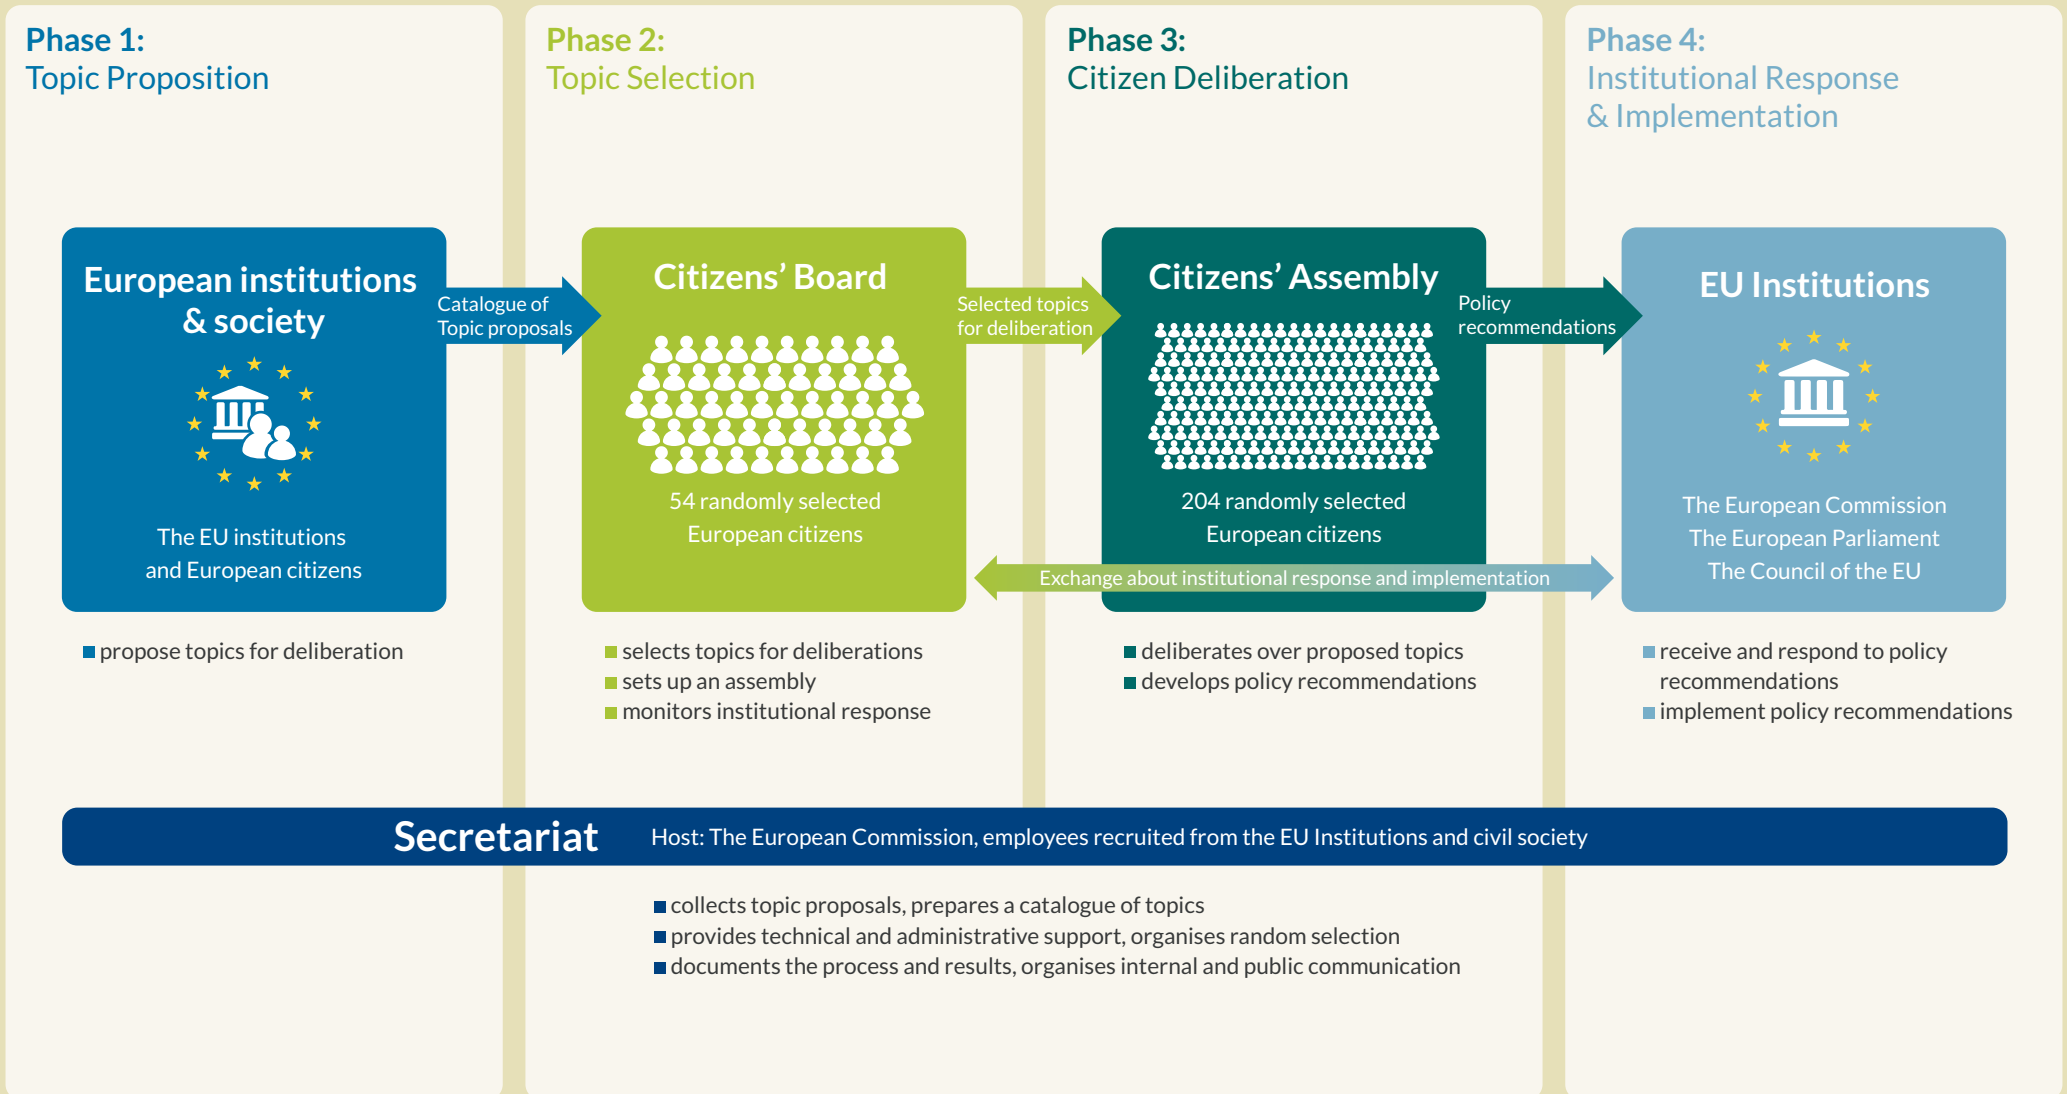 Phase 1:
Topic Proposition
European institutions
& society
The EU institutions
and European citizens
propose topics for deliberation
Catalogue of
Topic proposals
Phase 2:
Topic Selection
Citizens’ Board
54 randomly selected
European citizens
selects topics for deliberations
sets up an assembly
monitors institutional response
Selected topics
for deliberation
Phase 3:
Citizen Deliberation
Citizens’ Assembly
204 randomly selected
European citizens
Exchange about institutional response and implementation
deliberates over proposed topics
develops policy recommendations
Policy
recommendations
Phase 4:
Institutional Response
& Implementation
EU Institutions
The European Commission
The European Parliament
The Council of the EU
receive and respond to policy
recommendations
implement policy recommendations
Secretariat Host: The European Commission, employees recruited from the EU Institutions and civil society
collects topic proposals, prepares a catalogue of topics
provides technical and administrative support, organises random selection
documents the process and results, organises internal and public communication